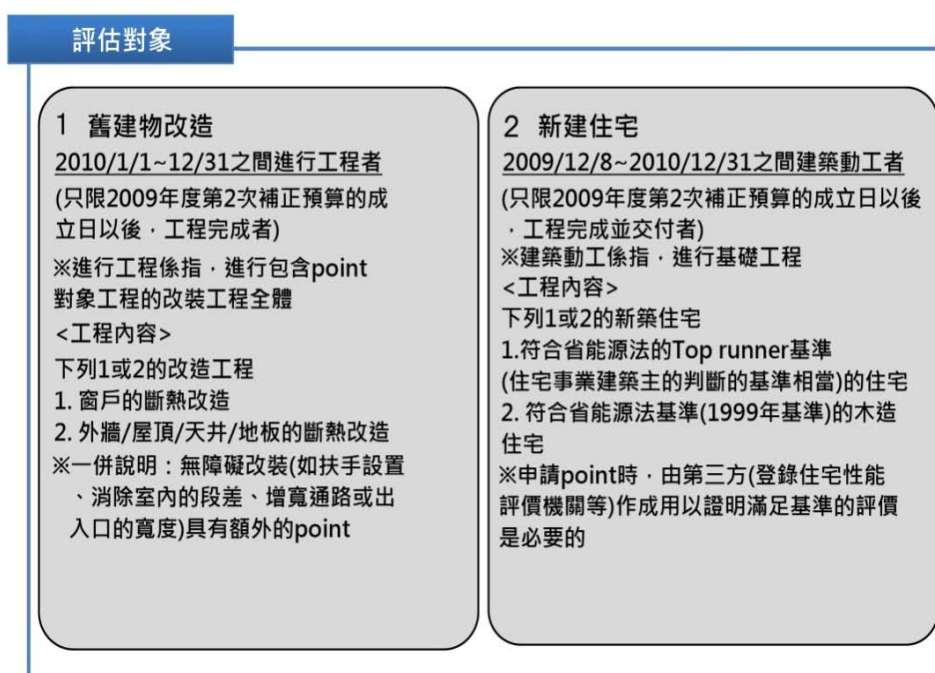 評估對象
1 舊建物改造
2010/1/1~12/31之間進行工程者
(只限2009年度第2次補正預算的成
立日以後，工程完成者)
※進行工程係指，進行包含point
對象工程的改裝工程全體
<工程內容>
下列1或2的改造工程
1. 窗戶的斷熱改造
2. 外牆/屋頂/天井/地板的斷熱改造
※一併說明：無障礙改裝(如扶手設置
、消除室內的段差、增寬通路或出
入口的寬度)具有額外的point
2 新建住宅
2009/12/8~2010/12/31之間建築動工者
(只限2009年度第2次補正預算的成立日以後
，工程完成並交付者)
※建築動工係指，進行基礎工程
<工程內容>
下列1或2的新築住宅
1.符合省能源法的Top runner基準
(住宅事業建築主的判斷的基準相當)的住宅
2. 符合省能源法基準(1999年基準)的木造
住宅
※申請point時，由第三方(登錄住宅性能
評價機關等)作成用以證明滿足基準的評價
是必要的